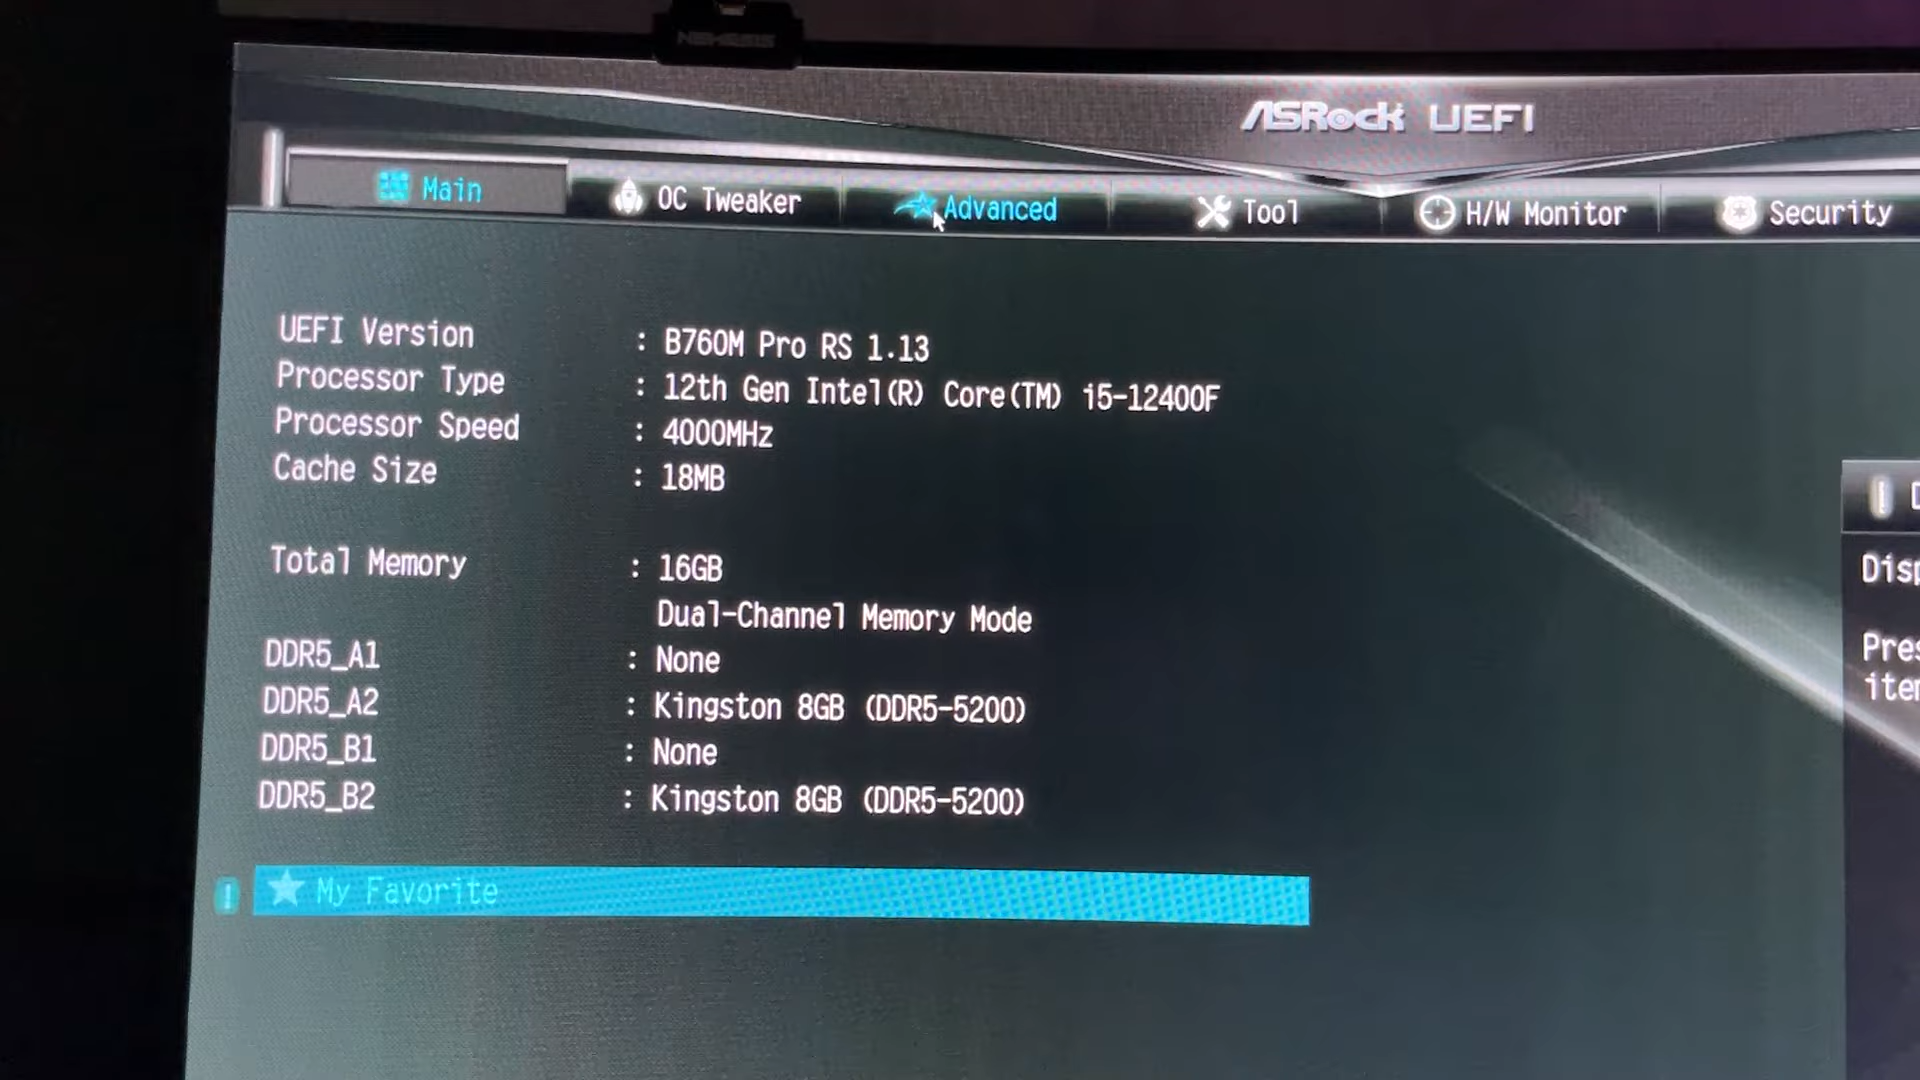 NEMESIS
ASRock UEFI
Main OC Tweaker Advanced Tool H/W Monitor Security
UEFI Version : B760M Pro RS 1.13
Processor Type : 12th Gen Intel(R) Core(TM) i5-12400F
Processor Speed : 4000MHz
Cache Size : 18MB
Total Memory : 16GB
Dual-Channel Memory Mode
DDR5_A1 : None
DDR5_A2 : Kingston 8GB (DDR5-5200)
DDR5_B1 : None
DDR5_B2 : Kingston 8GB (DDR5-5200)
My Favorite